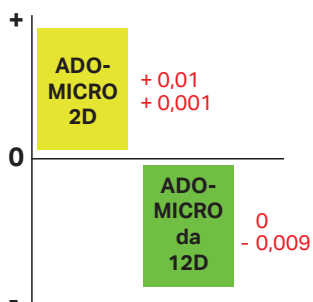 +
ADO-
MICRO
2D
+ 0,01
+ 0,001
0
ADO-
MICRO
da
12D
0
- 0,009
-